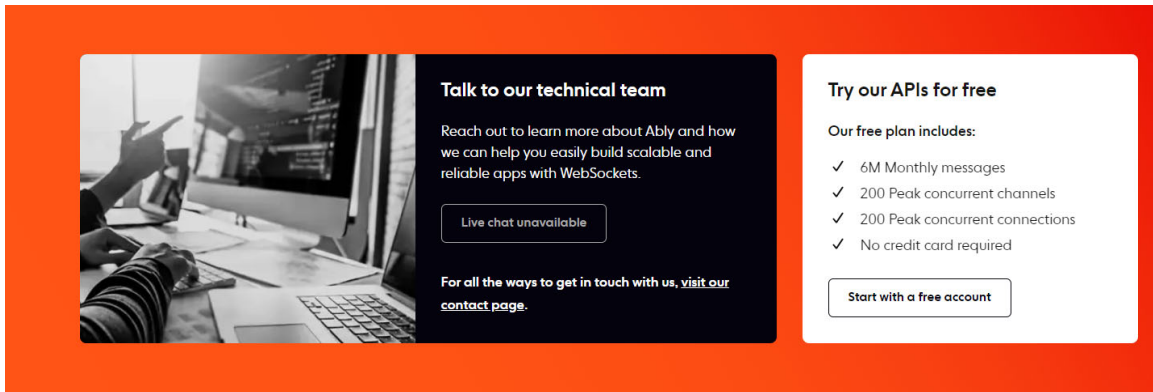 Talk to our technical team
Reach out to learn more about Ably and how
we can help you easily build scalable and
reliable apps with WebSockets.
Live chat unavailable
For all the ways to get in touch with us, visit our
contact page.
Try our APIs for free
Our free plan includes:
✓ 6M Monthly messages
✓ 200 Peak concurrent channels
✓ 200 Peak concurrent connections
✓ No credit card required
Start with a free account